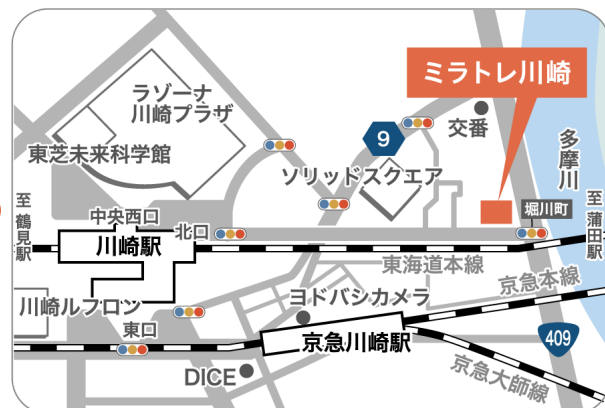 ミラトレ川崎
ラゾーナ
川崎プラザ
9
交番
多摩川
東芝未来科学館
ソリッドスクエア
至鶴見駅
中央西口
堀川町
至蒲田駅
川崎駅
北口
東海道本線
京急本線
川崎ルフロン
ヨドバシカメラ
東口
京急川崎駅
409
DICE
京急大師線